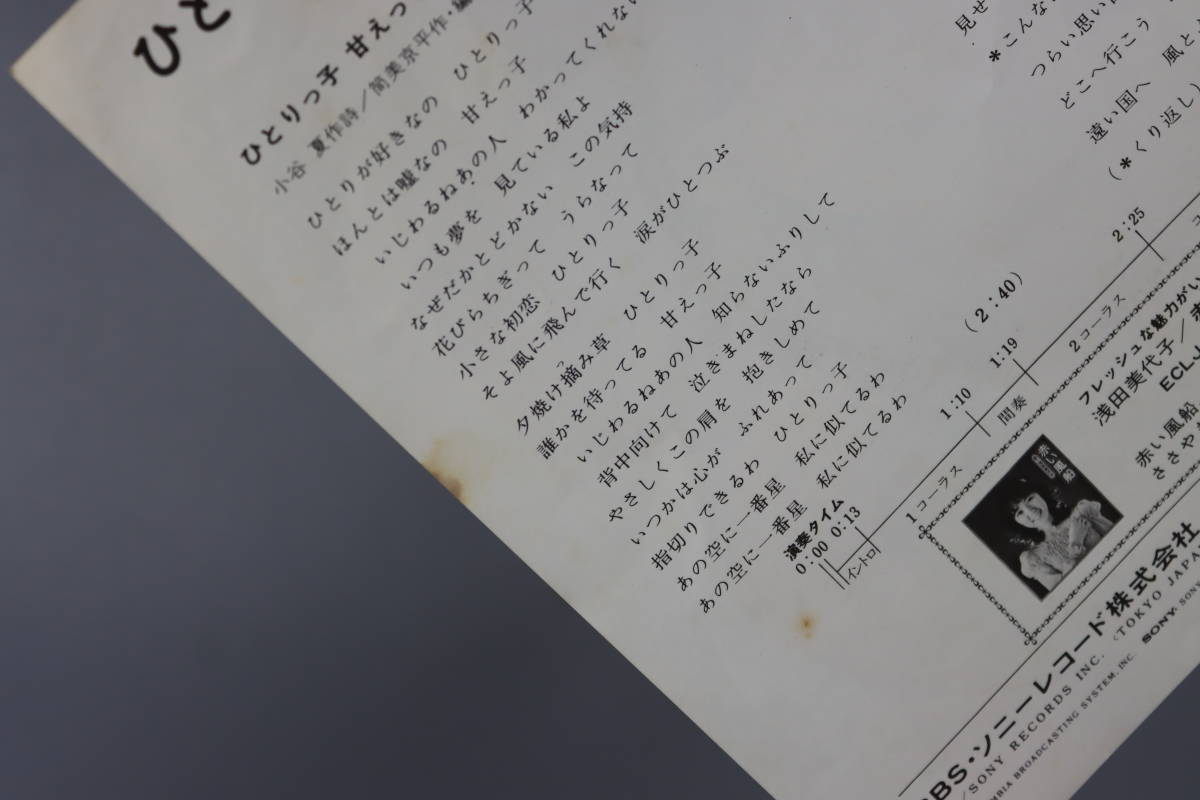 ひと
ひとりっ子 甘えっ
小谷 夏作詩／筒美京平作・編
ひとりが好きなの ひとりっ子
ほんとは嘘なの 甘えっ子
いじわるねあの人 わかってくれない
いつも夢を 見ている私よ
なぜだかとどかない この気持
花びらちぎって うらなって
小さな初恋 ひとりっ子
そよ風に飛んで行く 涙がひとつぶ
夕焼け摘み草 ひとりっ子
誰かを待ってる 甘えっ子
いじわるねあの人 知らないふりして
背中向けて 泣きまねしたなら
やさしくこの肩を 抱きしめて
いつかは心が ふれあって
指切りできるわ ひとりっ子
あの空に一番星 私に似てるわ
あの空に一番星 私に似てるわ
見せ
＊こんな
つらい思い
どこへ行こう
遠い国へ 風と
(＊くり返し)
(2:40)
演奏タイム
0:00 0:13 1:10 1:19 2:25
イントロ 1コーラス 間奏 2コーラス コ
フレッシュな魅力がい
浅田美代子／赤
ECLJ
赤い風船
ささや
赤い風船
CBS・ソニーレコード株式会社
/SONY RECORDS INC. (TOKYO JAPA
BIA BROADCASTING SYSTEM, INC. SONY: SONY